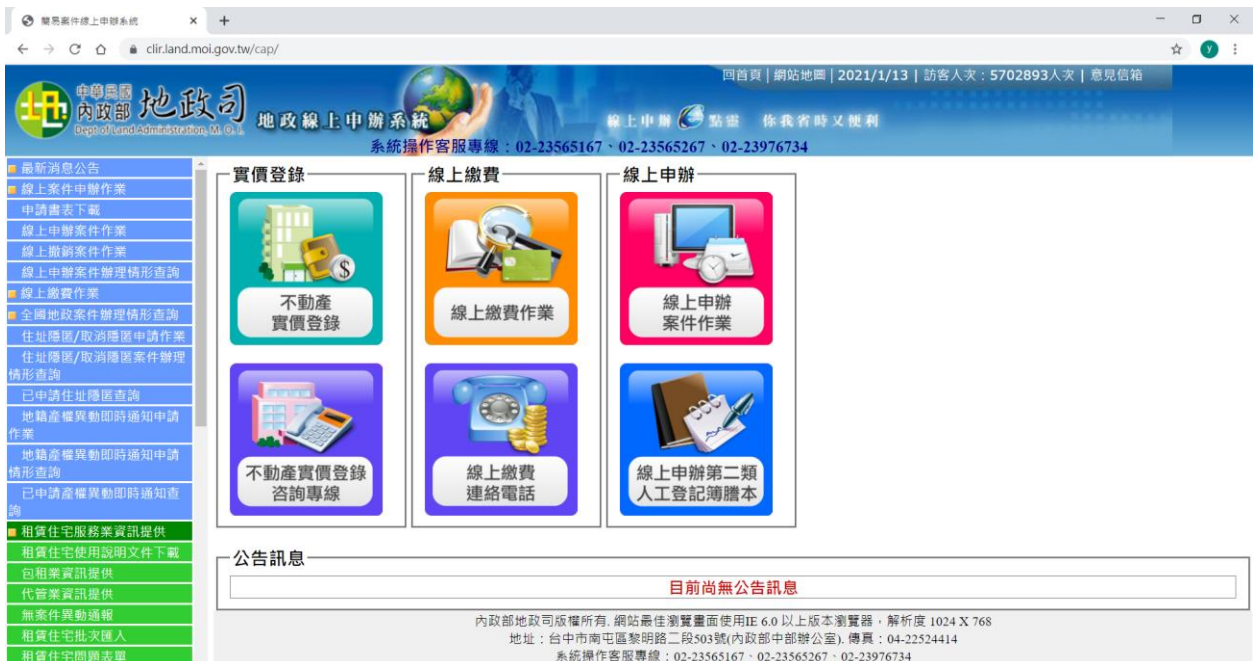 簡易案件線上申辦系統
clir.land.moi.gov.tw/cap/
y
回首頁 | 網站地圖 | 2021/1/13 | 訪客人次 : 5702893人次 | 意見信箱
中華民國
內政部 地政司
Dept of Land Administration, M. O. I.
地政線上申辦系統
線上申辦 e 點靈 你我省時又便利
系統操作客服專線 : 02-23565167、02-23565267、02-23976734
最新消息公告
線上案件申辦作業
申請書表下載
線上申辦案件作業
線上撤銷案件作業
線上申辦案件辦理情形查詢
線上繳費作業
全國地政案件辦理情形查詢
住址隱匿/取消隱匿申請作業
住址隱匿/取消隱匿案件辦理
情形查詢
已申請住址隱匿查詢
地籍產權異動即時通知申請
作業
地籍產權異動即時通知申請
情形查詢
已申請產權異動即時通知查
詢
租賃住宅服務業資訊提供
租賃住宅使用說明文件下載
包租業資訊提供
代管業資訊提供
無案件異動通報
租賃住宅批次匯入
租賃住宅問題表單
實價登錄
不動產
實價登錄
不動產實價登錄
咨詢專線
線上繳費
線上繳費作業
線上繳費
連絡電話
線上申辦
線上申辦
案件作業
線上申辦第二類
人工登記簿謄本
公告訊息
目前尚無公告訊息
內政部地政司版權所有. 網站最佳瀏覽畫面使用IE 6.0 以上版本瀏覽器，解析度 1024 X 768
地址：台中市南屯區黎明路二段503號(內政部中部辦公室). 傳真：04-22524414
系統操作客服專線：02-23565167、02-23565267、02-23976734